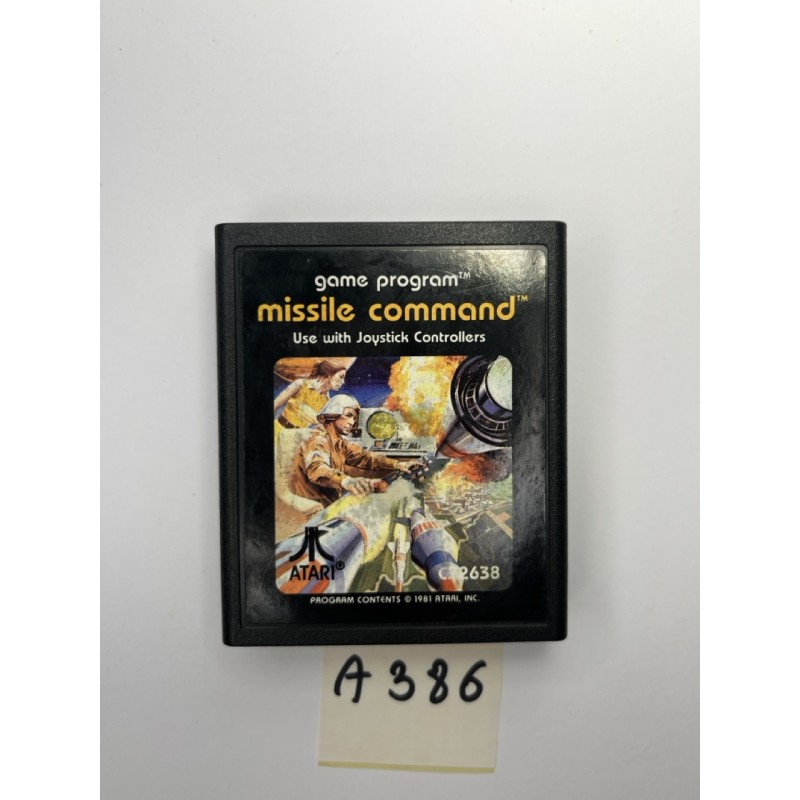 game program™
missile command™
Use with Joystick Controllers
ATARI®
CX2638
PROGRAM CONTENTS © 1981 ATARI, INC.
A386